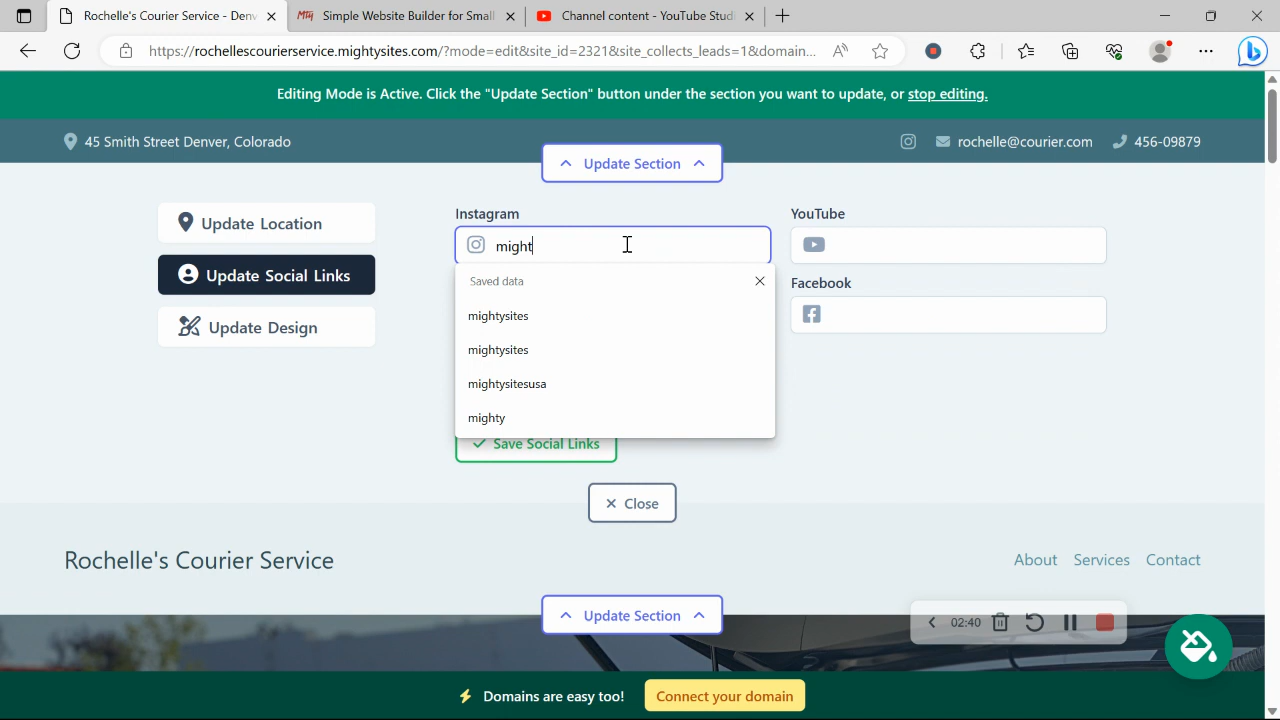 Rochelle's Courier Service - Denv
Simple Website Builder for Small
Channel content - YouTube Studi
https://rochellescourierservice.mightysites.com/?mode=edit&site_id=2321&site_collects_leads=1&domain...
Editing Mode is Active. Click the "Update Section" button under the section you want to update, or stop editing.
45 Smith Street Denver, Colorado
rochelle@courier.com
456-09879
Update Section
Update Location
Update Social Links
Update Design
Instagram
might
YouTube
Facebook
Saved data
mightysites
mightysites
mightysitesusa
mighty
Save Social Links
Close
Rochelle's Courier Service
About Services Contact
Update Section
02:40
Domains are easy too!
Connect your domain